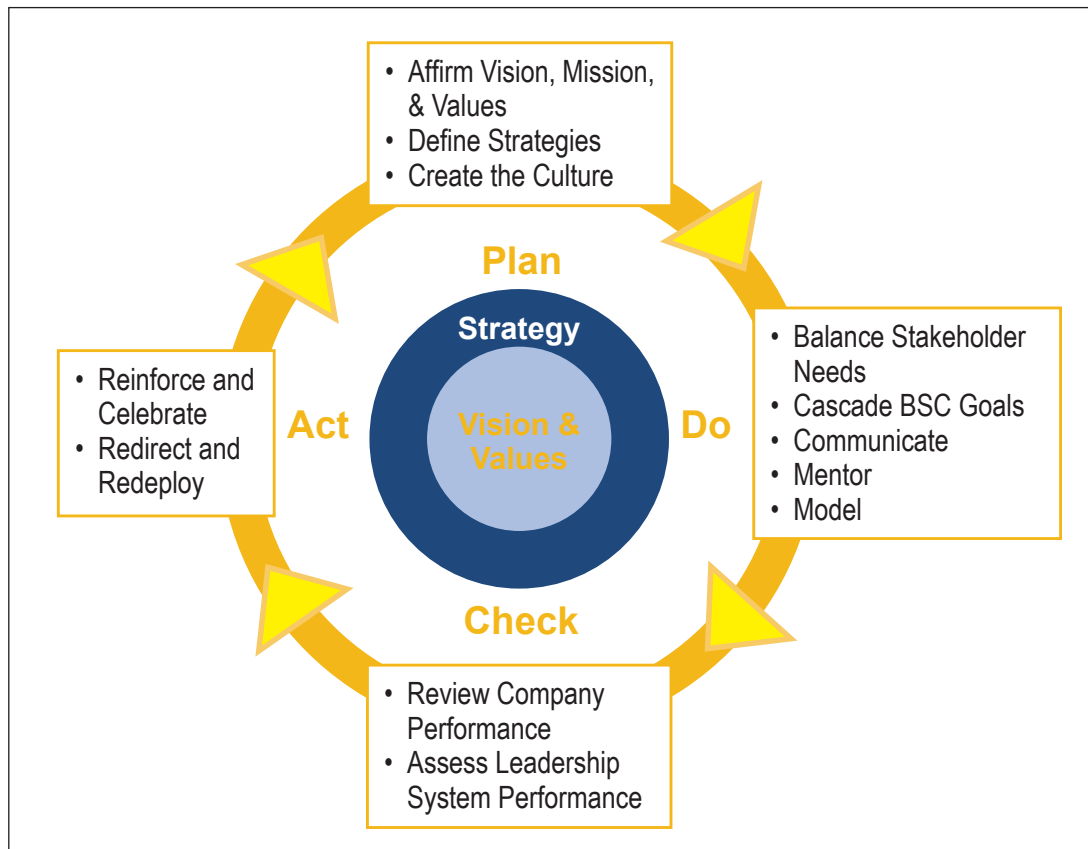 • Affirm Vision, Mission,
& Values
• Define Strategies
• Create the Culture
Plan
Strategy
Vision &
Values
Act
Do
• Reinforce and
Celebrate
• Redirect and
Redeploy
• Balance Stakeholder
Needs
• Cascade BSC Goals
• Communicate
• Mentor
• Model
Check
• Review Company
Performance
• Assess Leadership
System Performance